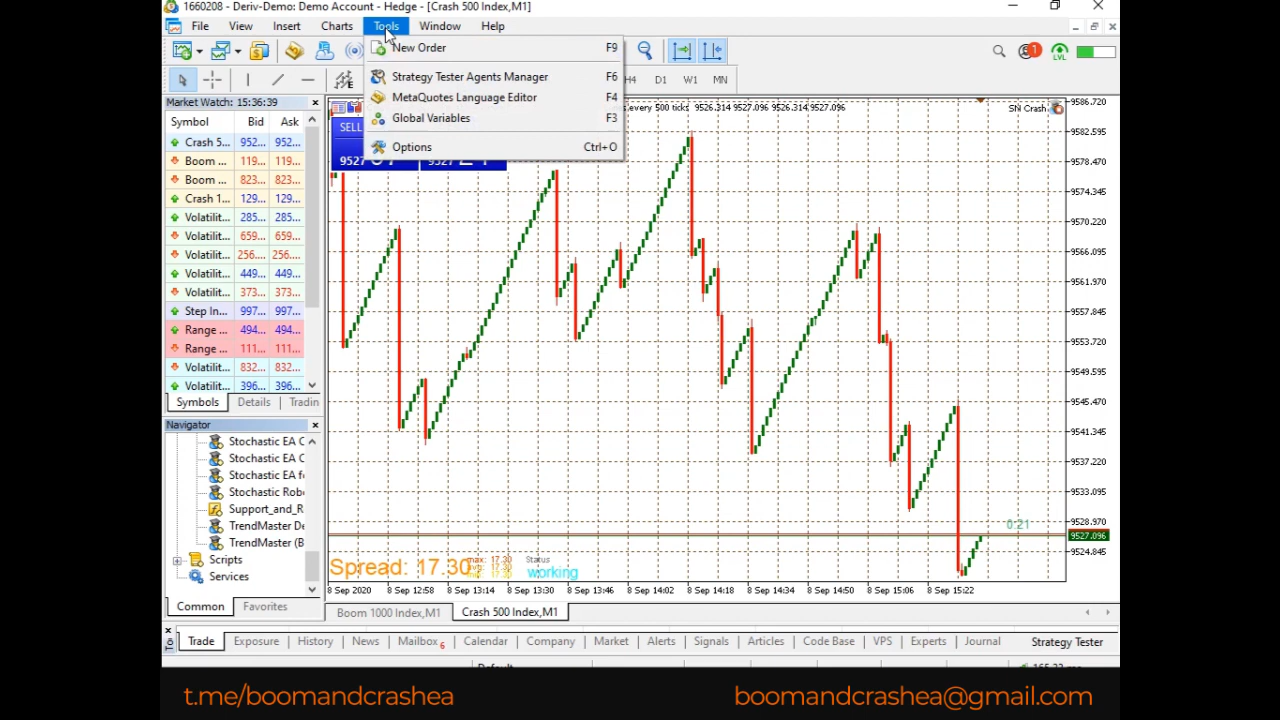 1660208 - Deriv-Demo: Demo Account - Hedge - [Crash 500 Index,M1]
File View Insert Charts Tools Window Help
New Order F9
Strategy Tester Agents Manager F6
MetaQuotes Language Editor F4
Global Variables F3
Options Ctrl+O
1
LVL
H4 D1 W1 MN
Market Watch: 15:36:39
Symbol Bid Ask
Crash 5... 952... 952...
Boom ... 119... 119...
Boom ... 823... 823...
Crash 1... 129... 129...
Volatilit... 285... 285...
Volatilit... 659... 659...
Volatilit... 256... 256...
Volatilit... 449... 449...
Volatilit... 373... 373...
Step In... 997... 997...
Range ... 494... 494...
Range ... 111... 111...
Volatilit... 832... 832...
Volatilit... 396... 396...
Symbols Details Tradin
Navigator
Stochastic EA C
Stochastic EA C
Stochastic EA f
Stochastic Rob
Support_and_R
TrendMaster De
TrendMaster (B
Scripts
Services
Common Favorites
every 500 ticks 9526.314 9527.096 9526.314 9527.096
SELL
9527
9527
9586.720
9582.595
9578.470
9574.345
9570.220
9566.095
9561.970
9557.845
9553.720
9549.595
9545.470
9541.345
9537.220
9533.095
9528.970
9527.096
9524.845
0:21
Spread: 17.30
max: 17.30
Status
working
8 Sep 2020 8 Sep 12:58 8 Sep 13:14 8 Sep 13:30 8 Sep 13:46 8 Sep 14:02 8 Sep 14:18 8 Sep 14:34 8 Sep 14:50 8 Sep 15:06 8 Sep 15:22
Boom 1000 Index,M1 Crash 500 Index,M1
Trade Exposure History News Mailbox 6 Calendar Company Market Alerts Signals Articles Code Base VPS Experts Journal Strategy Tester
t.me/boomandcrashea
boomandcrashea@gmail.com